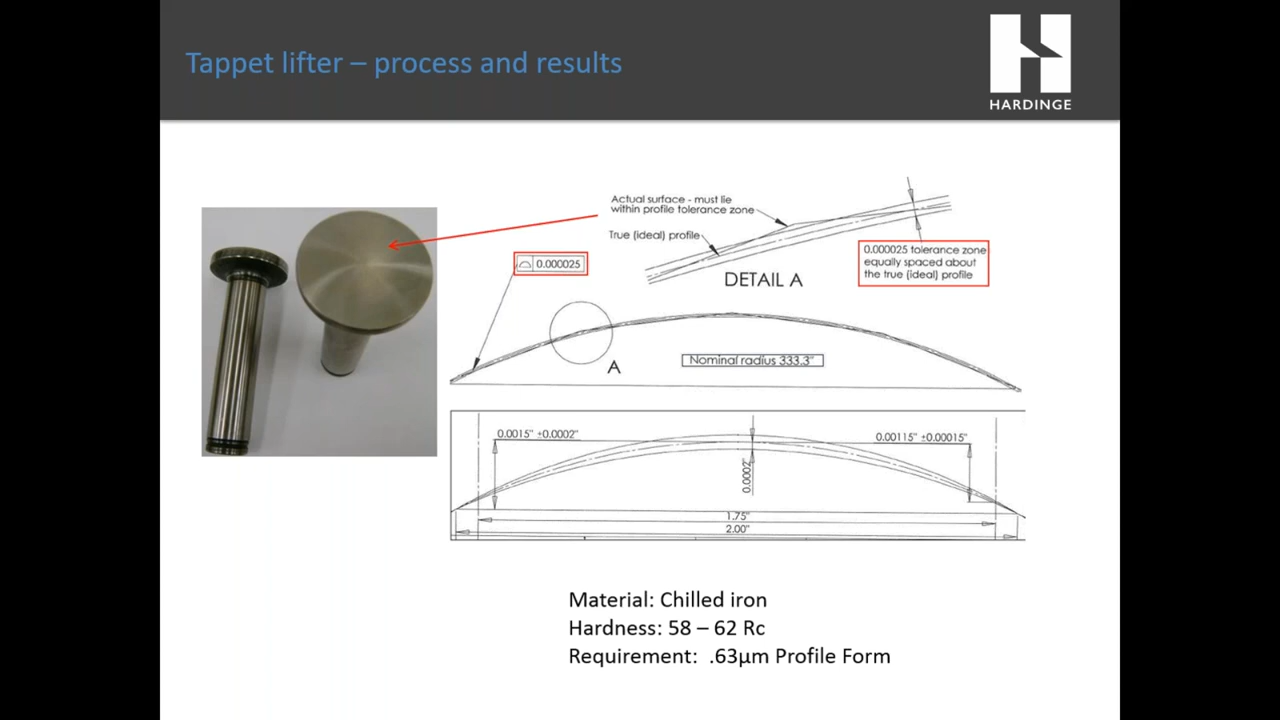 Tappet lifter – process and results
HARDINGE
Actual surface - must lie
within profile tolerance zone
True (ideal) profile
0.000025
DETAIL A
0.000025 tolerance zone
equally spaced about
the true (ideal) profile
A
Nominal radius 333.3"
0.0015" ±0.0002"
0.00115" ±0.00015"
0.0002"
1.75"
2.00"
Material: Chilled iron
Hardness: 58 – 62 Rc
Requirement: .63µm Profile Form